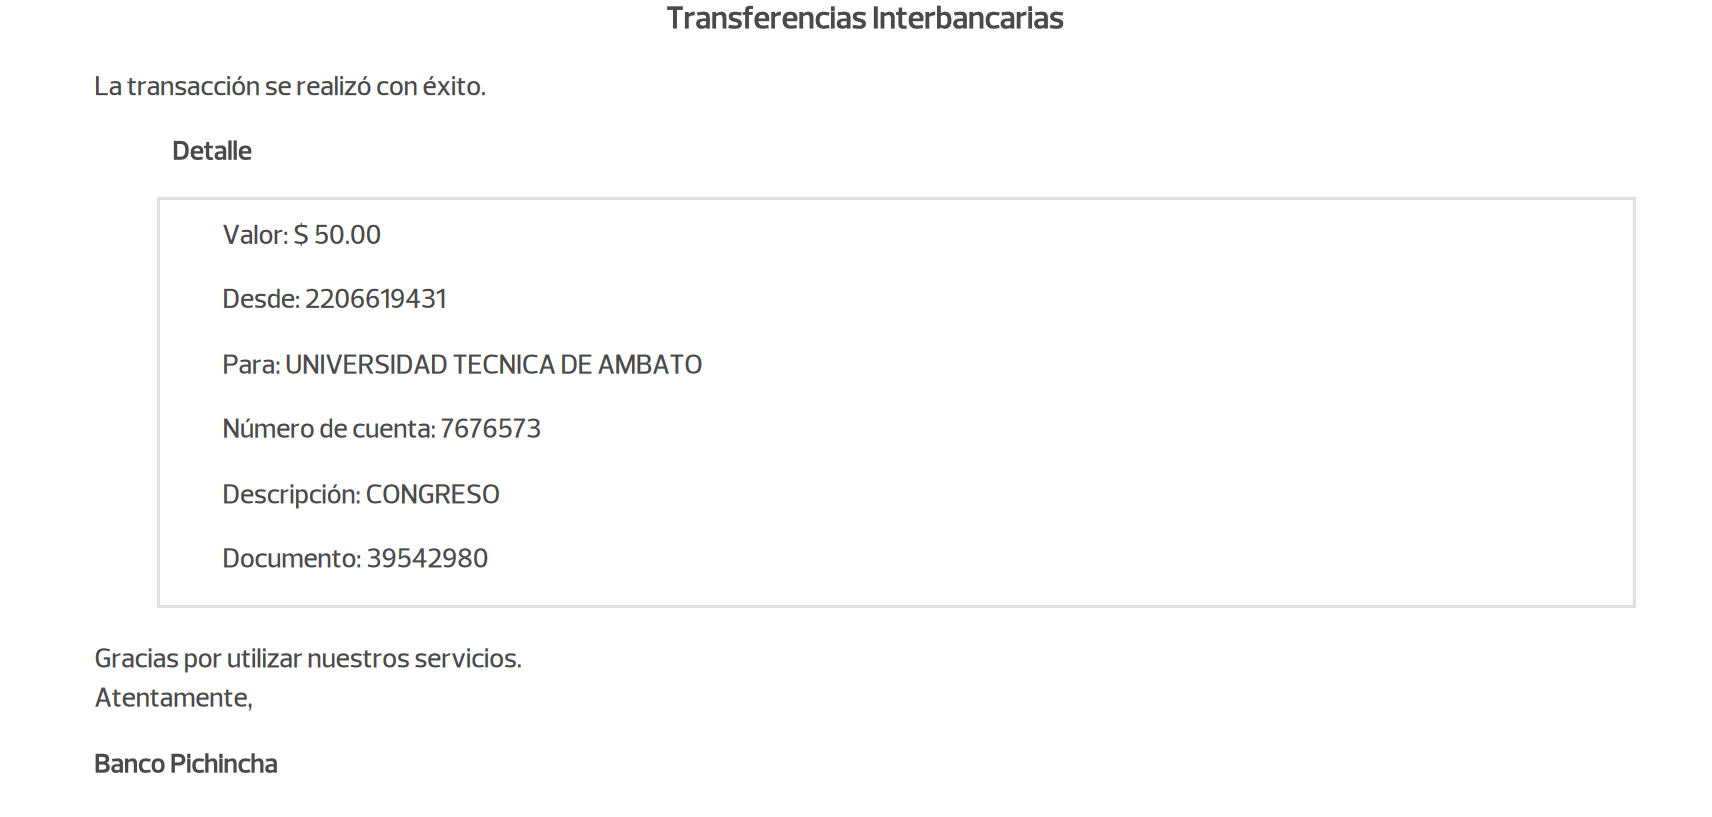 Transferencias Interbancarias
La transacción se realizó con éxito.
Detalle
Valor: $ 50.00
Desde: 2206619431
Para: UNIVERSIDAD TECNICA DE AMBATO
Número de cuenta: 7676573
Descripción: CONGRESO
Documento: 39542980
Gracias por utilizar nuestros servicios.
Atentamente,
Banco Pichincha